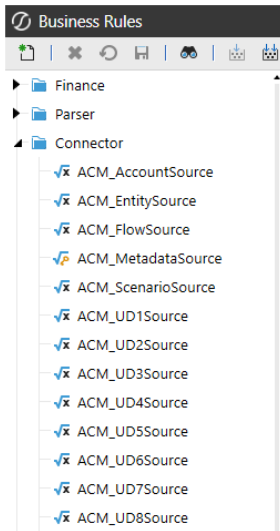 Business Rules
Finance
Parser
Connector
ACM_AccountSource
ACM_EntitySource
ACM_FlowSource
ACM_MetadataSource
ACM_ScenarioSource
ACM_UD1Source
ACM_UD2Source
ACM_UD3Source
ACM_UD4Source
ACM_UD5Source
ACM_UD6Source
ACM_UD7Source
ACM_UD8Source